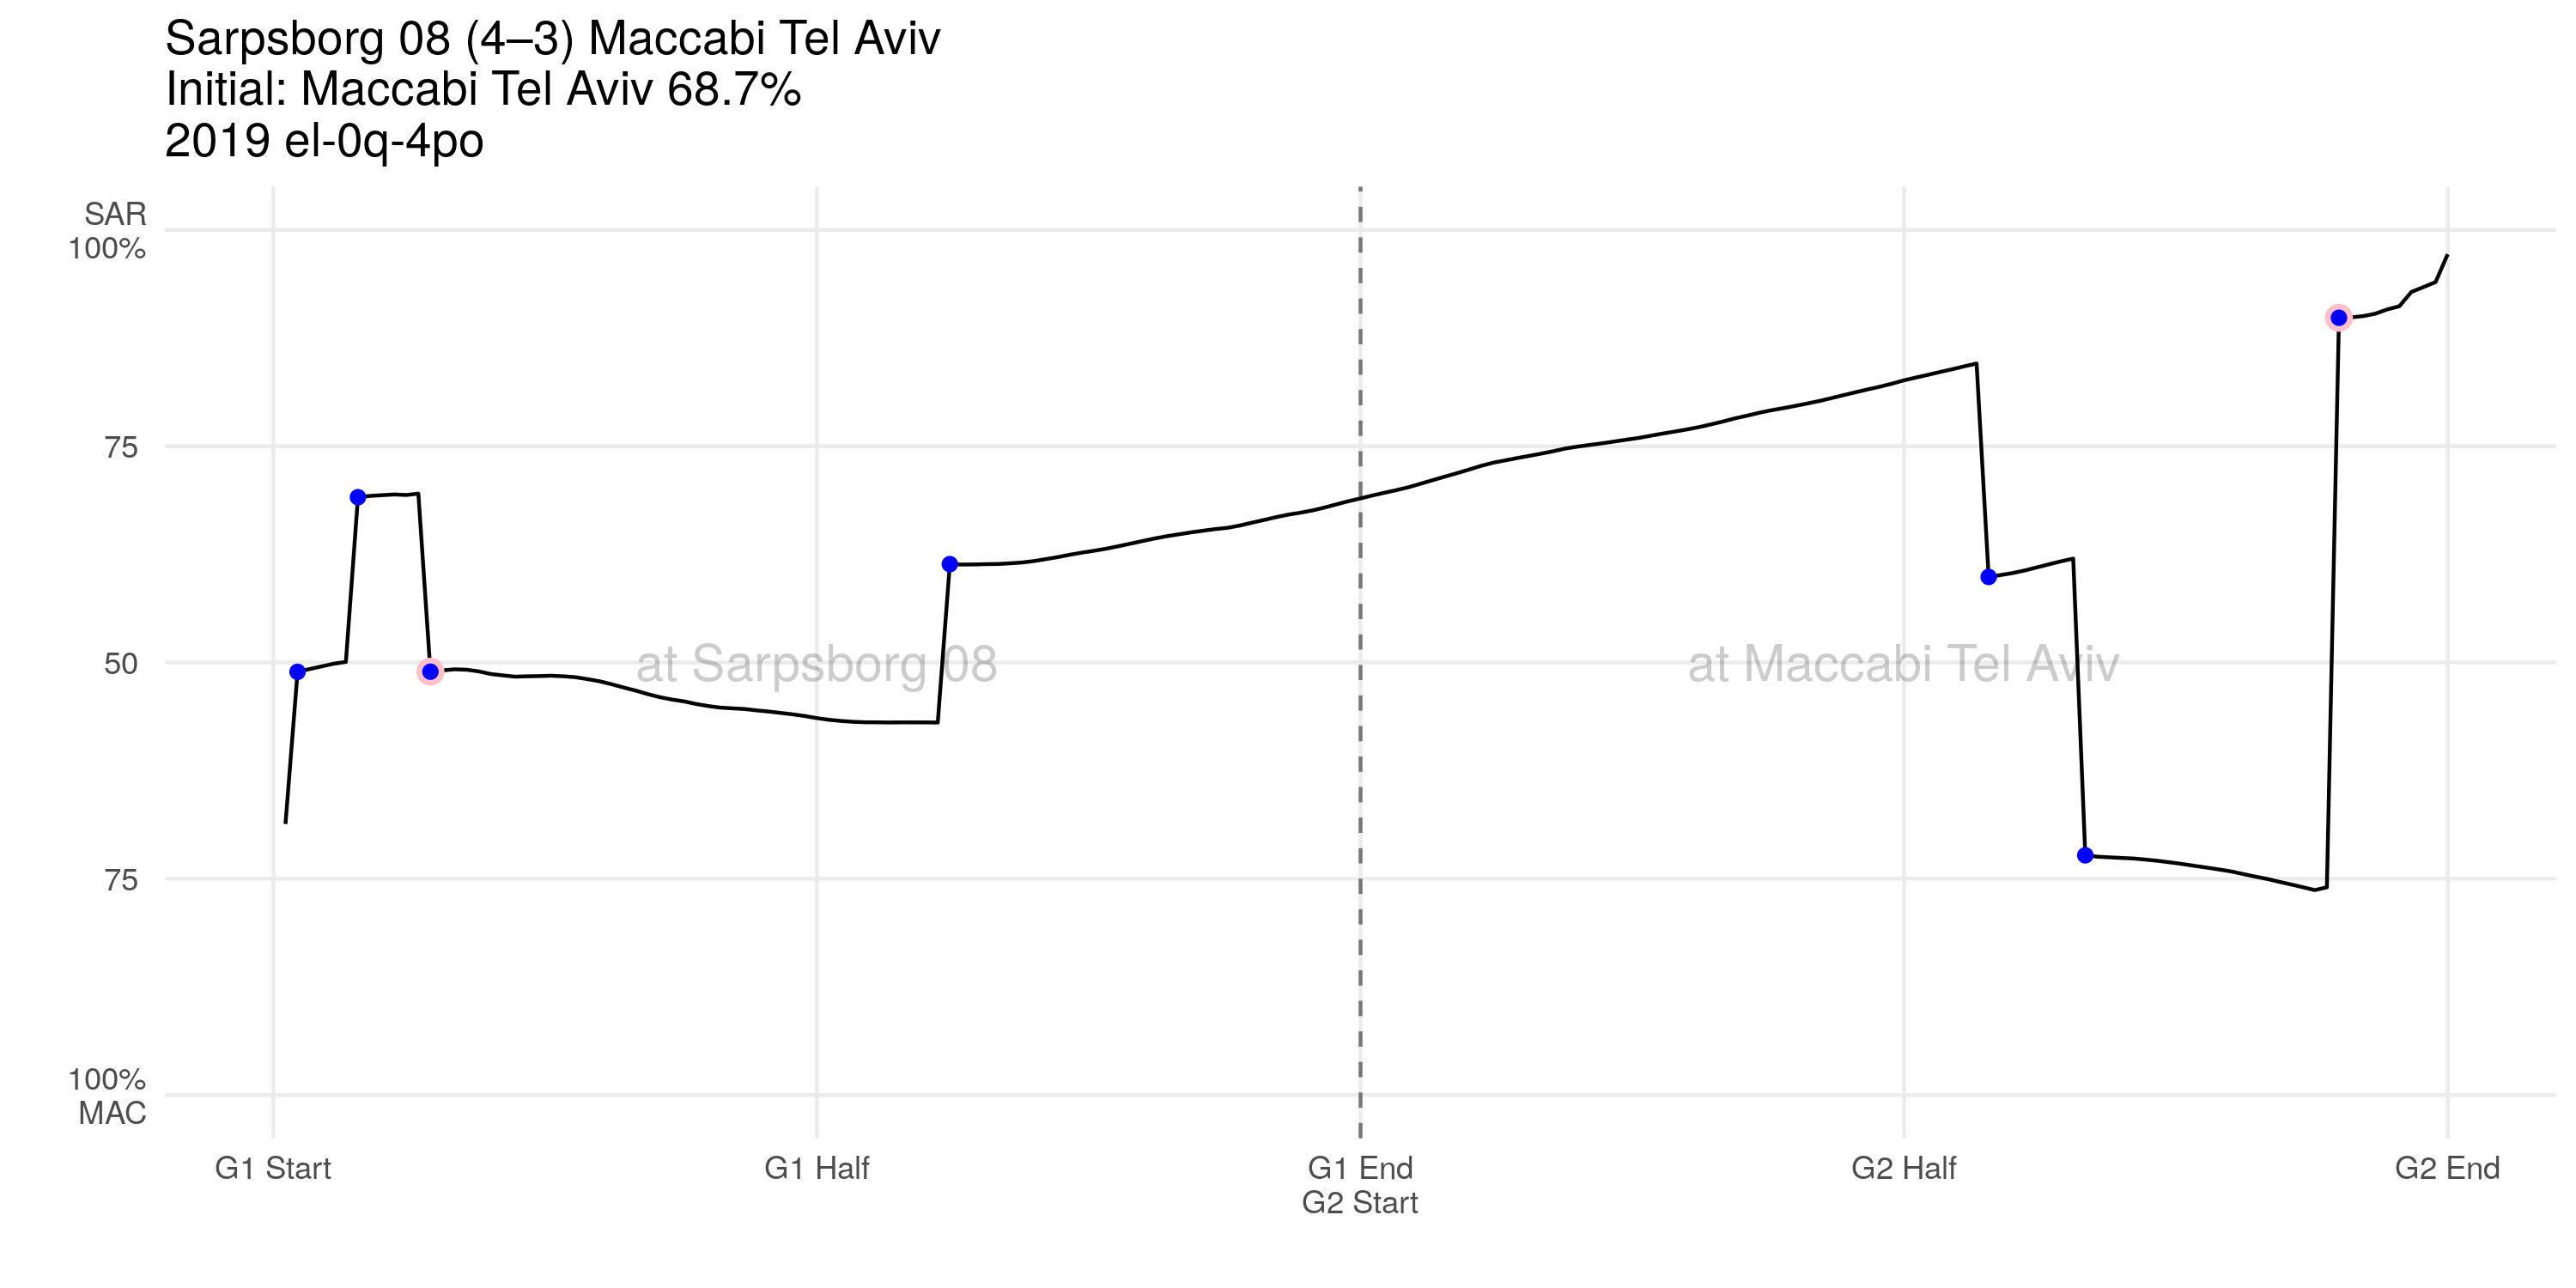 Sarpsborg 08 (4–3) Maccabi Tel Aviv
Initial: Maccabi Tel Aviv 68.7%
2019 el-0q-4po
SAR
100%
75
50
75
100%
MAC
at Sarpsborg 08
at Maccabi Tel Aviv
G1 Start
G1 Half
G1 End
G2 Start
G2 Half
G2 End